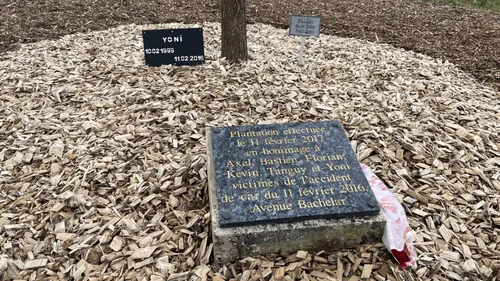 YONI
10 02 1999
11.02.2016
Plantation effectuée
le 11 février 2017
en hommage à
Axel, Bastien, Florian,
Kévin, Tanguy et Yoni,
victimes de l'accident
de car du 11 février 2016,
Avenue Bachelar